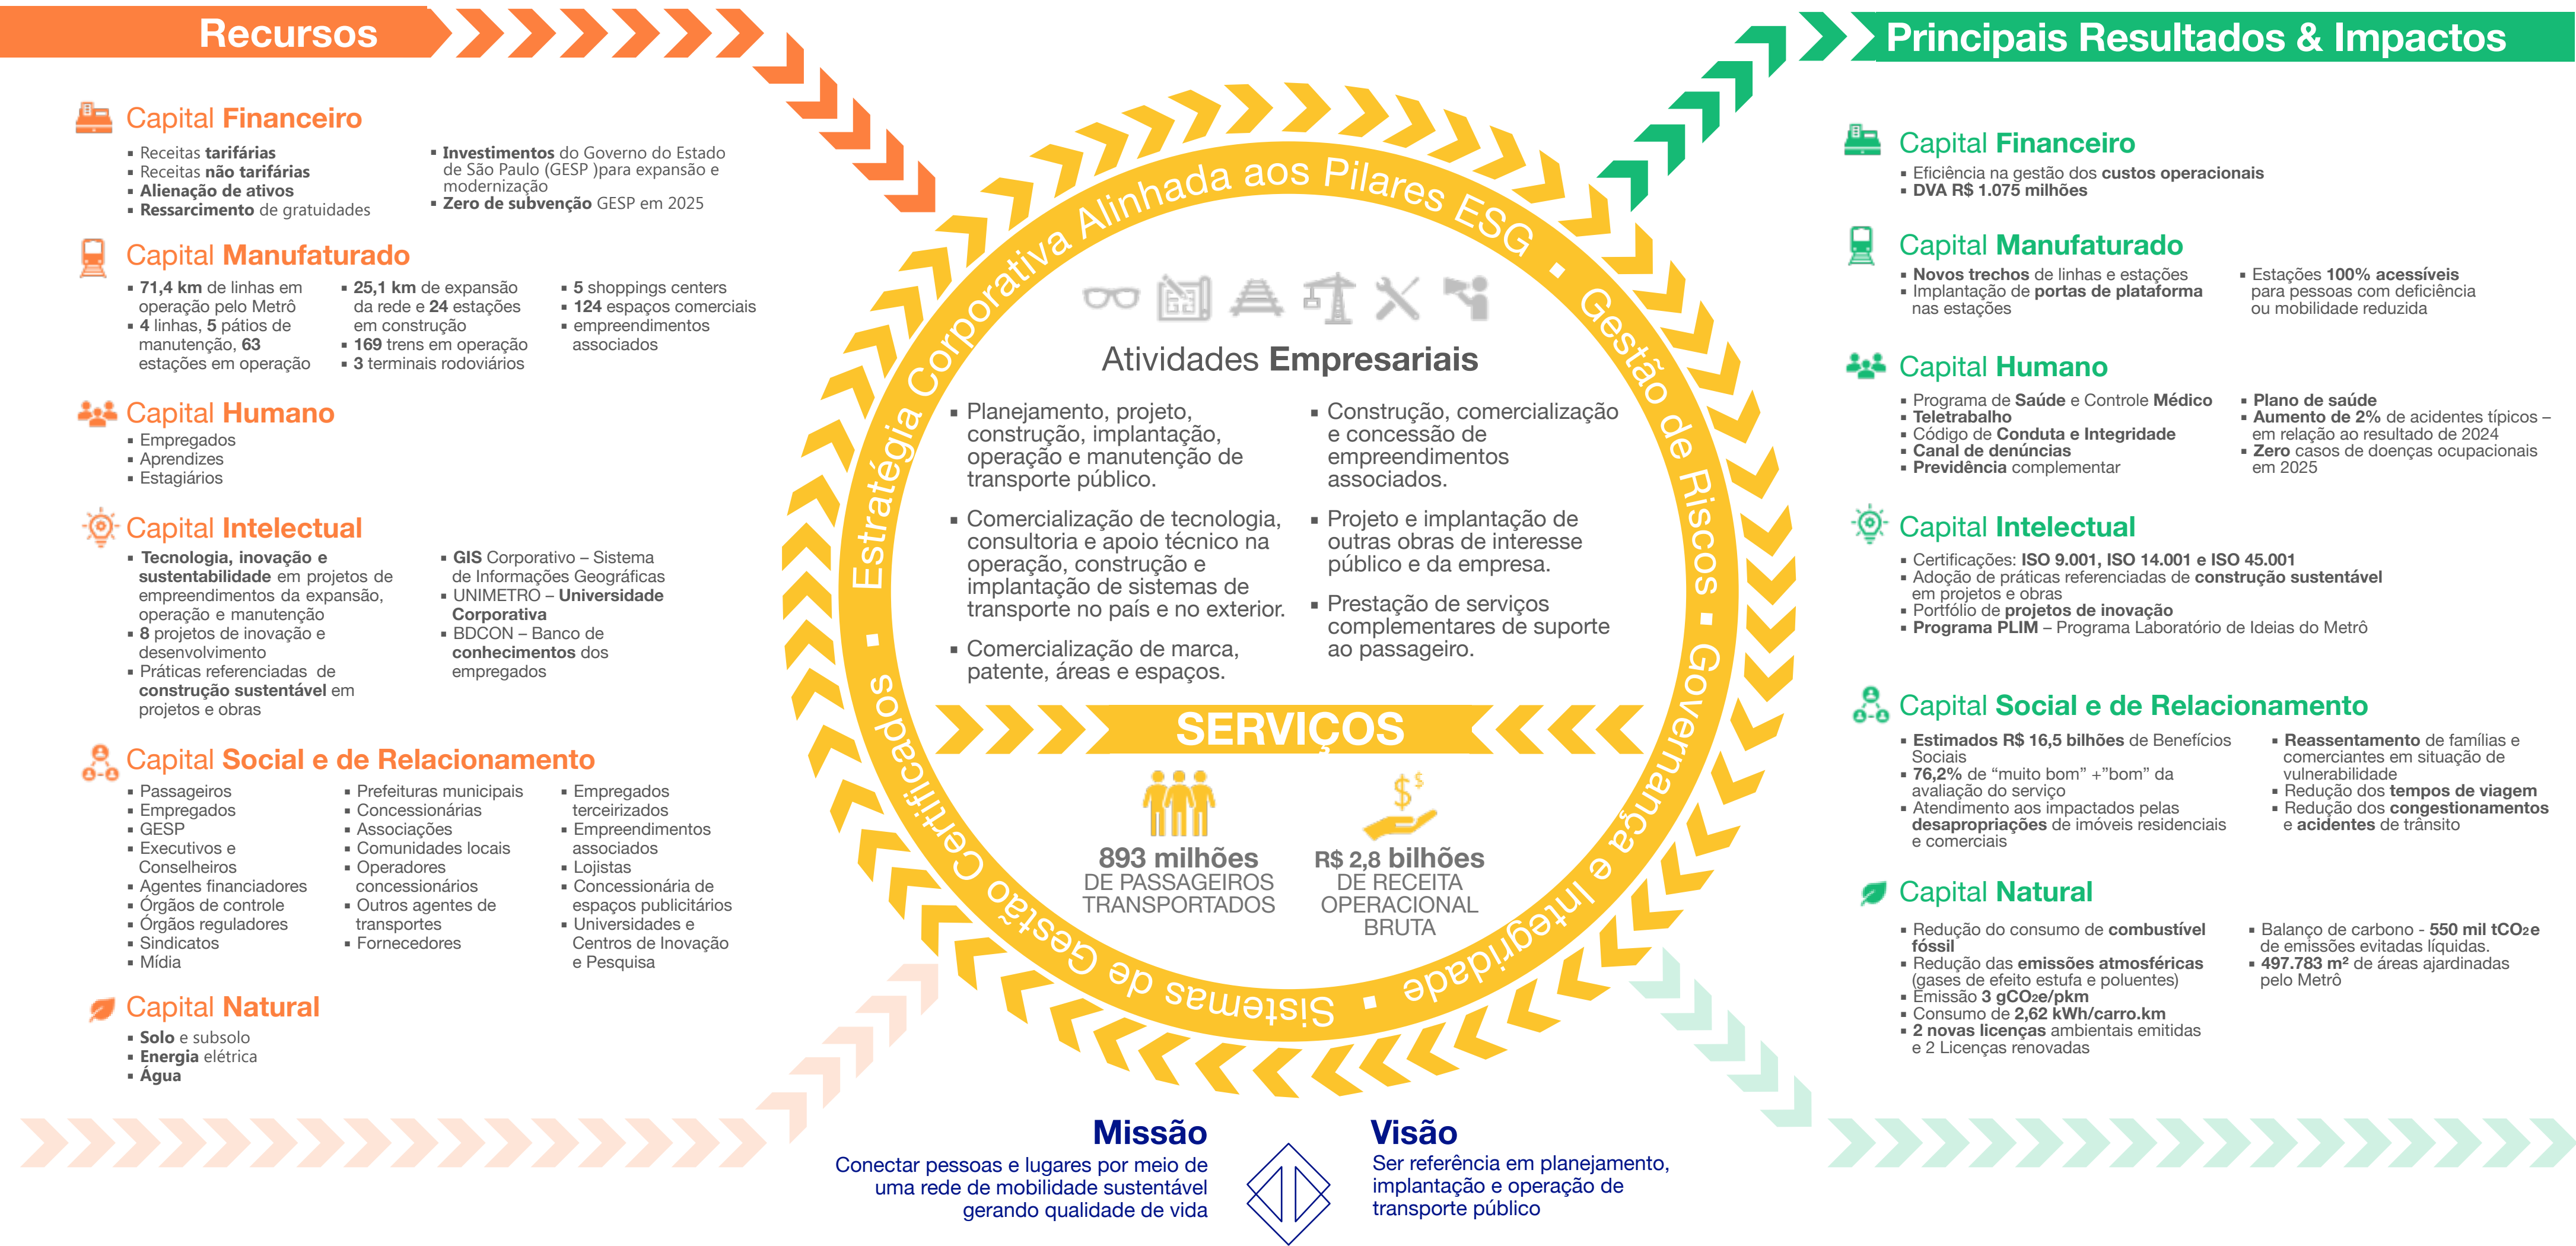 Recursos
Capital Financeiro
▪ Receitas tarifárias
▪ Receitas não tarifárias
▪ Alienação de ativos
▪ Ressarcimento de gratuidades
▪ Investimentos do Governo do Estado
de São Paulo (GESP )para expansão e
modernização
▪ Zero de subvenção GESP em 2025
Capital Manufaturado
▪ 71,4 km de linhas em
operação pelo Metrô
▪ 4 linhas, 5 pátios de
manutenção, 63
estações em operação
▪ 25,1 km de expansão
da rede e 24 estações
em construção
▪ 169 trens em operação
▪ 3 terminais rodoviários
▪ 5 shoppings centers
▪ 124 espaços comerciais
▪ empreendimentos
associados
Capital Humano
▪ Empregados
▪ Aprendizes
▪ Estagiários
Capital Intelectual
▪ Tecnologia, inovação e
sustentabilidade em projetos de
empreendimentos da expansão,
operação e manutenção
▪ 8 projetos de inovação e
desenvolvimento
▪ Práticas referenciadas de
construção sustentável em
projetos e obras
▪ GIS Corporativo – Sistema
de Informações Geográficas
▪ UNIMETRO – Universidade
Corporativa
▪ BDCON – Banco de
conhecimentos dos
empregados
Capital Social e de Relacionamento
▪ Passageiros
▪ Empregados
▪ GESP
▪ Executivos e
Conselheiros
▪ Agentes financiadores
▪ Órgãos de controle
▪ Órgãos reguladores
▪ Sindicatos
▪ Mídia
▪ Prefeituras municipais
▪ Concessionárias
▪ Associações
▪ Comunidades locais
▪ Operadores
concessionários
▪ Outros agentes de
transportes
▪ Fornecedores
▪ Empregados
terceirizados
▪ Empreendimentos
associados
▪ Lojistas
▪ Concessionária de
espaços publicitários
▪ Universidades e
Centros de Inovação
e Pesquisa
Capital Natural
▪ Solo e subsolo
▪ Energia elétrica
▪ Água
Estratégia Corporativa Alinhada aos Pilares ESG ▪ Gestão de Riscos ▪ Governança e Integridade ▪ Sistemas de Gestão Certificados ▪
Atividades Empresariais
▪ Planejamento, projeto,
construção, implantação,
operação e manutenção de
transporte público.
▪ Comercialização de tecnologia,
consultoria e apoio técnico na
operação, construção e
implantação de sistemas de
transporte no país e no exterior.
▪ Comercialização de marca,
patente, áreas e espaços.
▪ Construção, comercialização
e concessão de
empreendimentos
associados.
▪ Projeto e implantação de
outras obras de interesse
público e da empresa.
▪ Prestação de serviços
complementares de suporte
ao passageiro.
SERVIÇOS
$ $
893 milhões
DE PASSAGEIROS
TRANSPORTADOS
R$ 2,8 bilhões
DE RECEITA
OPERACIONAL
BRUTA
Missão
Conectar pessoas e lugares por meio de
uma rede de mobilidade sustentável
gerando qualidade de vida
Visão
Ser referência em planejamento,
implantação e operação de
transporte público
Principais Resultados & Impactos
Capital Financeiro
▪ Eficiência na gestão dos custos operacionais
▪ DVA R$ 1.075 milhões
Capital Manufaturado
▪ Novos trechos de linhas e estações
▪ Implantação de portas de plataforma
nas estações
▪ Estações 100% acessíveis
para pessoas com deficiência
ou mobilidade reduzida
Capital Humano
▪ Programa de Saúde e Controle Médico
▪ Teletrabalho
▪ Código de Conduta e Integridade
▪ Canal de denúncias
▪ Previdência complementar
▪ Plano de saúde
▪ Aumento de 2% de acidentes típicos –
em relação ao resultado de 2024
▪ Zero casos de doenças ocupacionais
em 2025
Capital Intelectual
▪ Certificações: ISO 9.001, ISO 14.001 e ISO 45.001
▪ Adoção de práticas referenciadas de construção sustentável
em projetos e obras
▪ Portfólio de projetos de inovação
▪ Programa PLIM – Programa Laboratório de Ideias do Metrô
Capital Social e de Relacionamento
▪ Estimados R$ 16,5 bilhões de Benefícios
Sociais
▪ 76,2% de “muito bom” +”bom” da
avaliação do serviço
▪ Atendimento aos impactados pelas
desapropriações de imóveis residenciais
e comerciais
▪ Reassentamento de famílias e
comerciantes em situação de
vulnerabilidade
▪ Redução dos tempos de viagem
▪ Redução dos congestionamentos
e acidentes de trânsito
Capital Natural
▪ Redução do consumo de combustível
fóssil
▪ Redução das emissões atmosféricas
(gases de efeito estufa e poluentes)
▪ Emissão 3 gCO2e/pkm
▪ Consumo de 2,62 kWh/carro.km
▪ 2 novas licenças ambientais emitidas
e 2 Licenças renovadas
▪ Balanço de carbono - 550 mil tCO2e
de emissões evitadas líquidas.
▪ 497.783 m² de áreas ajardinadas
pelo Metrô